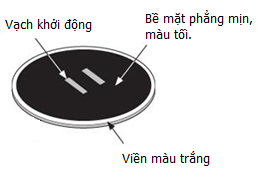 Vạch khởi động
Bề mặt phẳng mịn,
màu tối.
Viền màu trắng